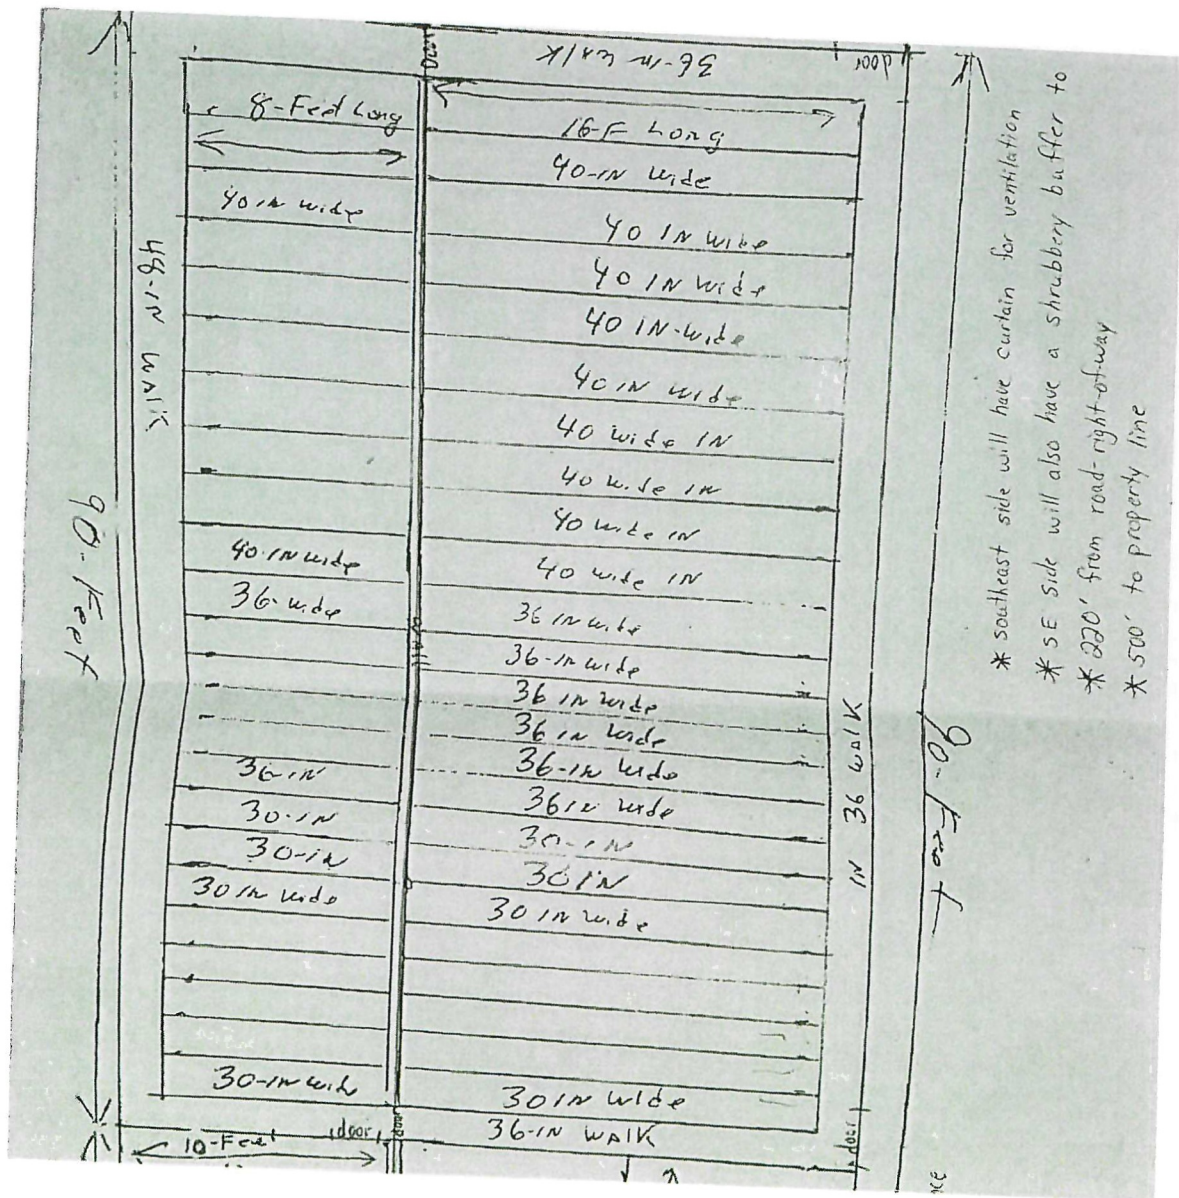 door
36-IN WALK
door
8-Feet Long
16-F Long
40-IN Wide
40 IN wide
40 IN wide
40 IN wide
40 IN-wide
40 IN wide
40 wide IN
40 wide IN
40 wide IN
40-IN wide
40 wide IN
36-wide
36 IN wide
36-IN wide
36 IN wide
36 IN wide
36-IN
36-IN wide
36 IN wide
30-IN
30-IN
30-IN
30 IN
30 IN wide
30 IN wide
30-IN wide
30 IN wide
36-IN WALK
door
door
door
10-Feet
48-IN WALK
90-Feet
IN 36 WALK
90-Feet
* Southeast side will have curtain for ventilation
* SE side will also have a shrubbery buffer to
* 220' from road-right-of-way
* 500' to property line